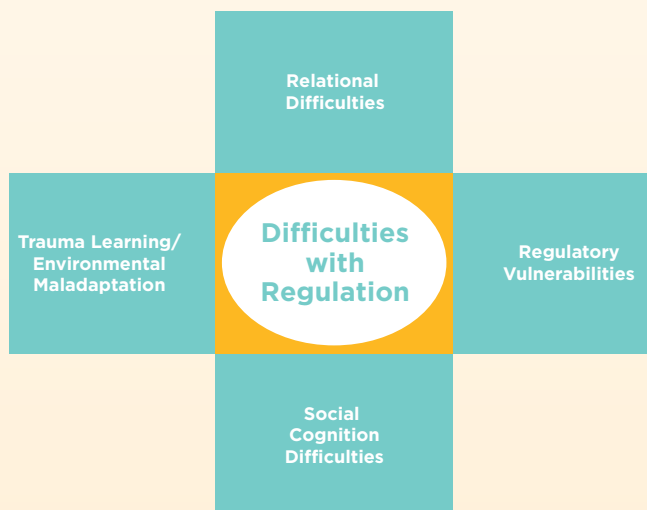 Relational
Difficulties
Trauma Learning/
Environmental
Maladaptation
Difficulties
with
Regulation
Regulatory
Vulnerabilities
Social
Cognition
Difficulties